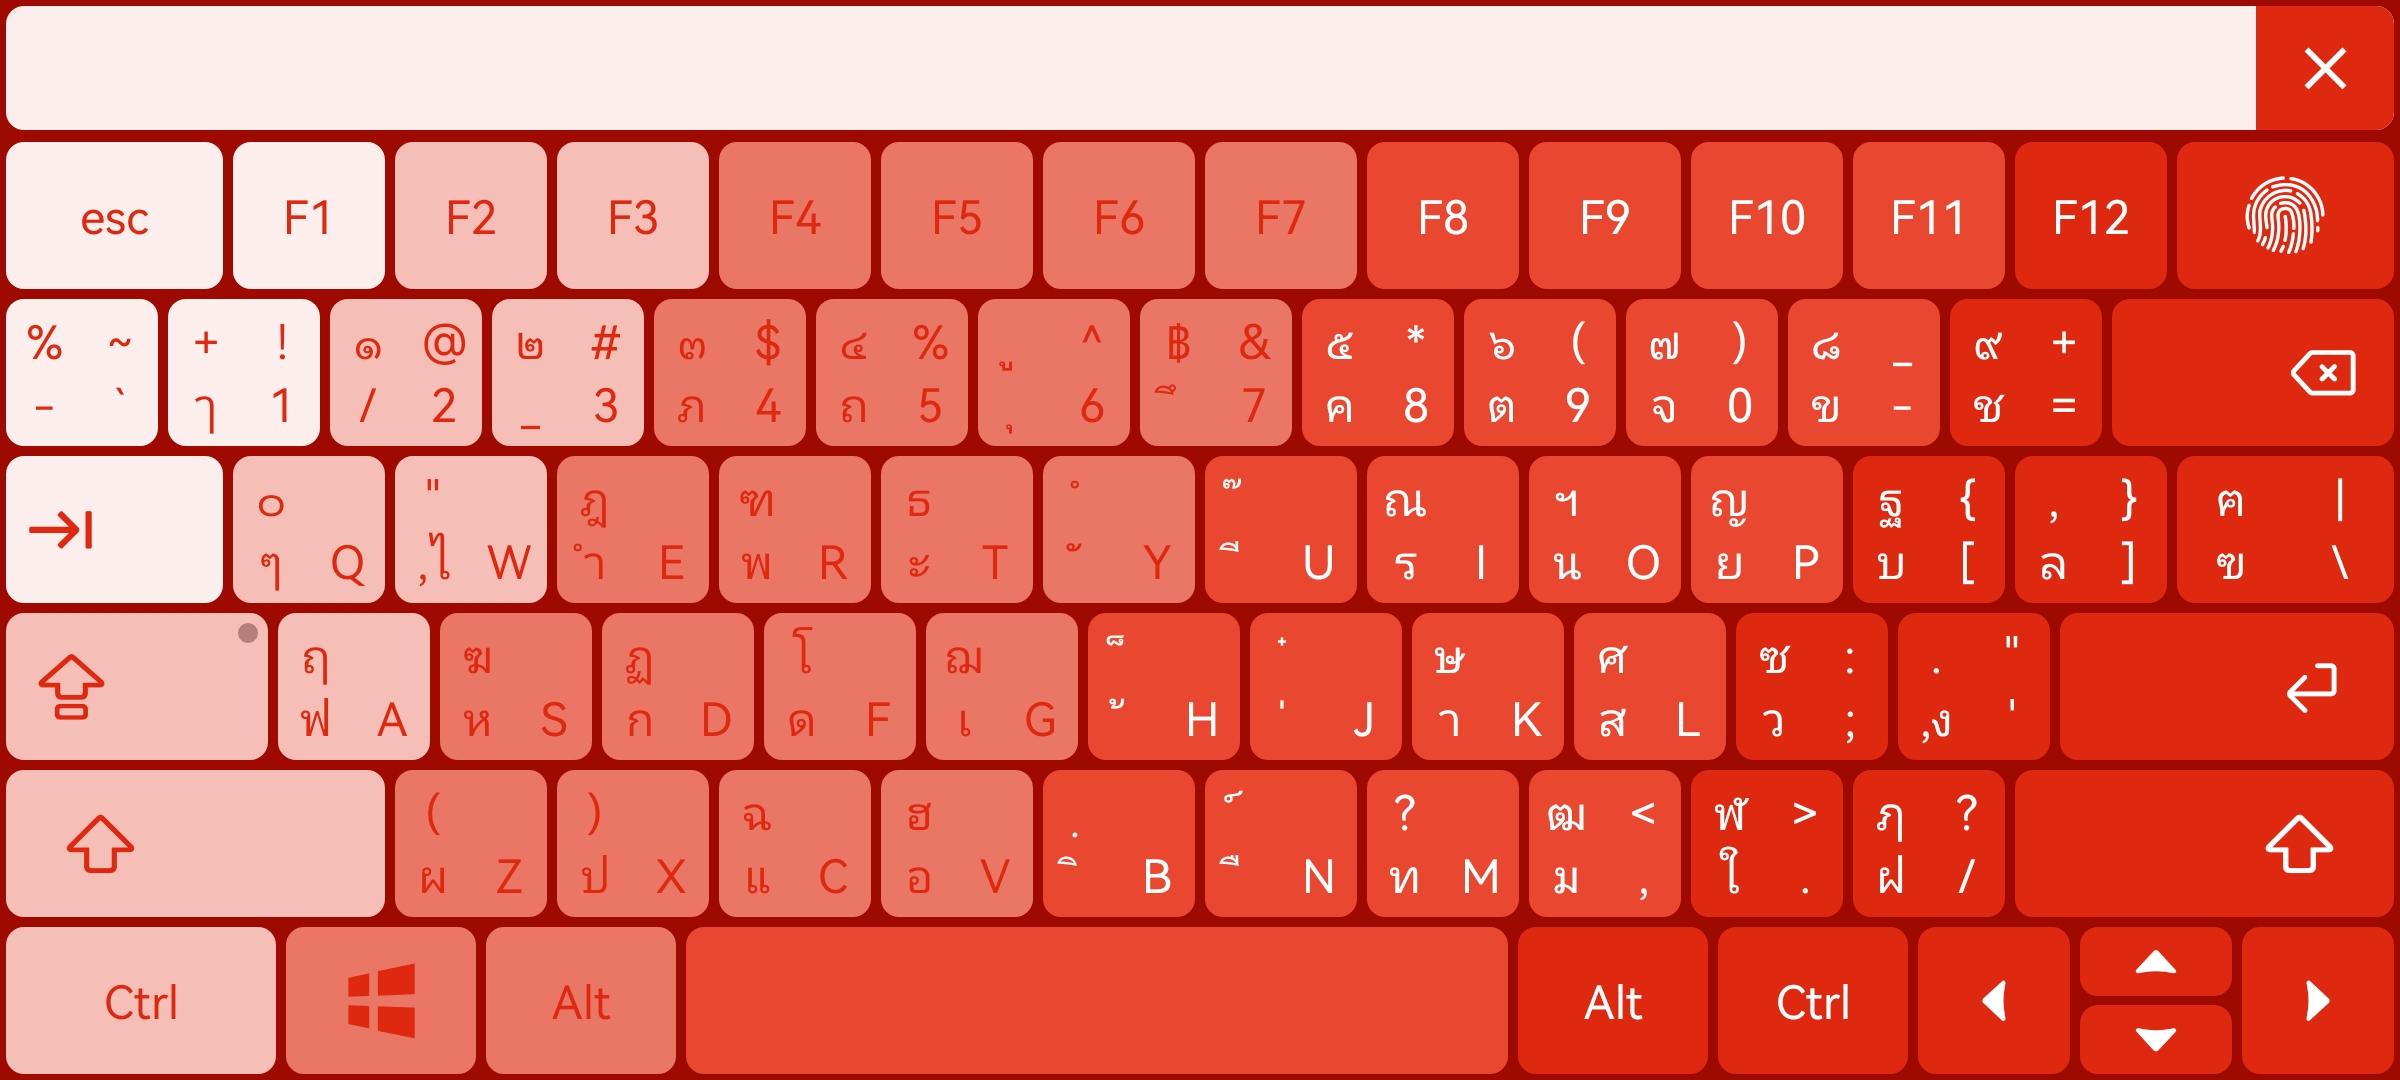 esc F1 F2 F3 F4 F5 F6 F7 F8 F9 F10 F11 F12
% ~ + ! ๑ @ ๒ # ๓ $ ๔ % ู ^ ฿ & ๕ * ๖ ( ๗ ) ๘ _ ๙ +
- ` ๅ 1 / 2 _ 3 ภ 4 ถ 5 ุ 6 ึ 7 ค 8 ต 9 จ 0 ข - ช =
๐ " ฎ ฑ ธ ํ ๊ ณ ฯ ญ ฐ { , } ฅ |
ๆ Q ,ไ W ำ E พ R ะ T ั Y ี U ร I น O ย P บ [ ล ] ฃ \
ฤ ฆ ฏ โ ฌ ็ ๋ ษ ศ ซ : . "
ฟ A ห S ก D ด F เ G ้ H ่ J า K ส L ว ; ,ง '
( ) ฉ ฮ . ์ ? ฒ < ฬ > ฦ ?
ผ Z ป X แ C อ V ิ B ื N ท M ม , ใ . ฝ /
Ctrl Alt Alt Ctrl